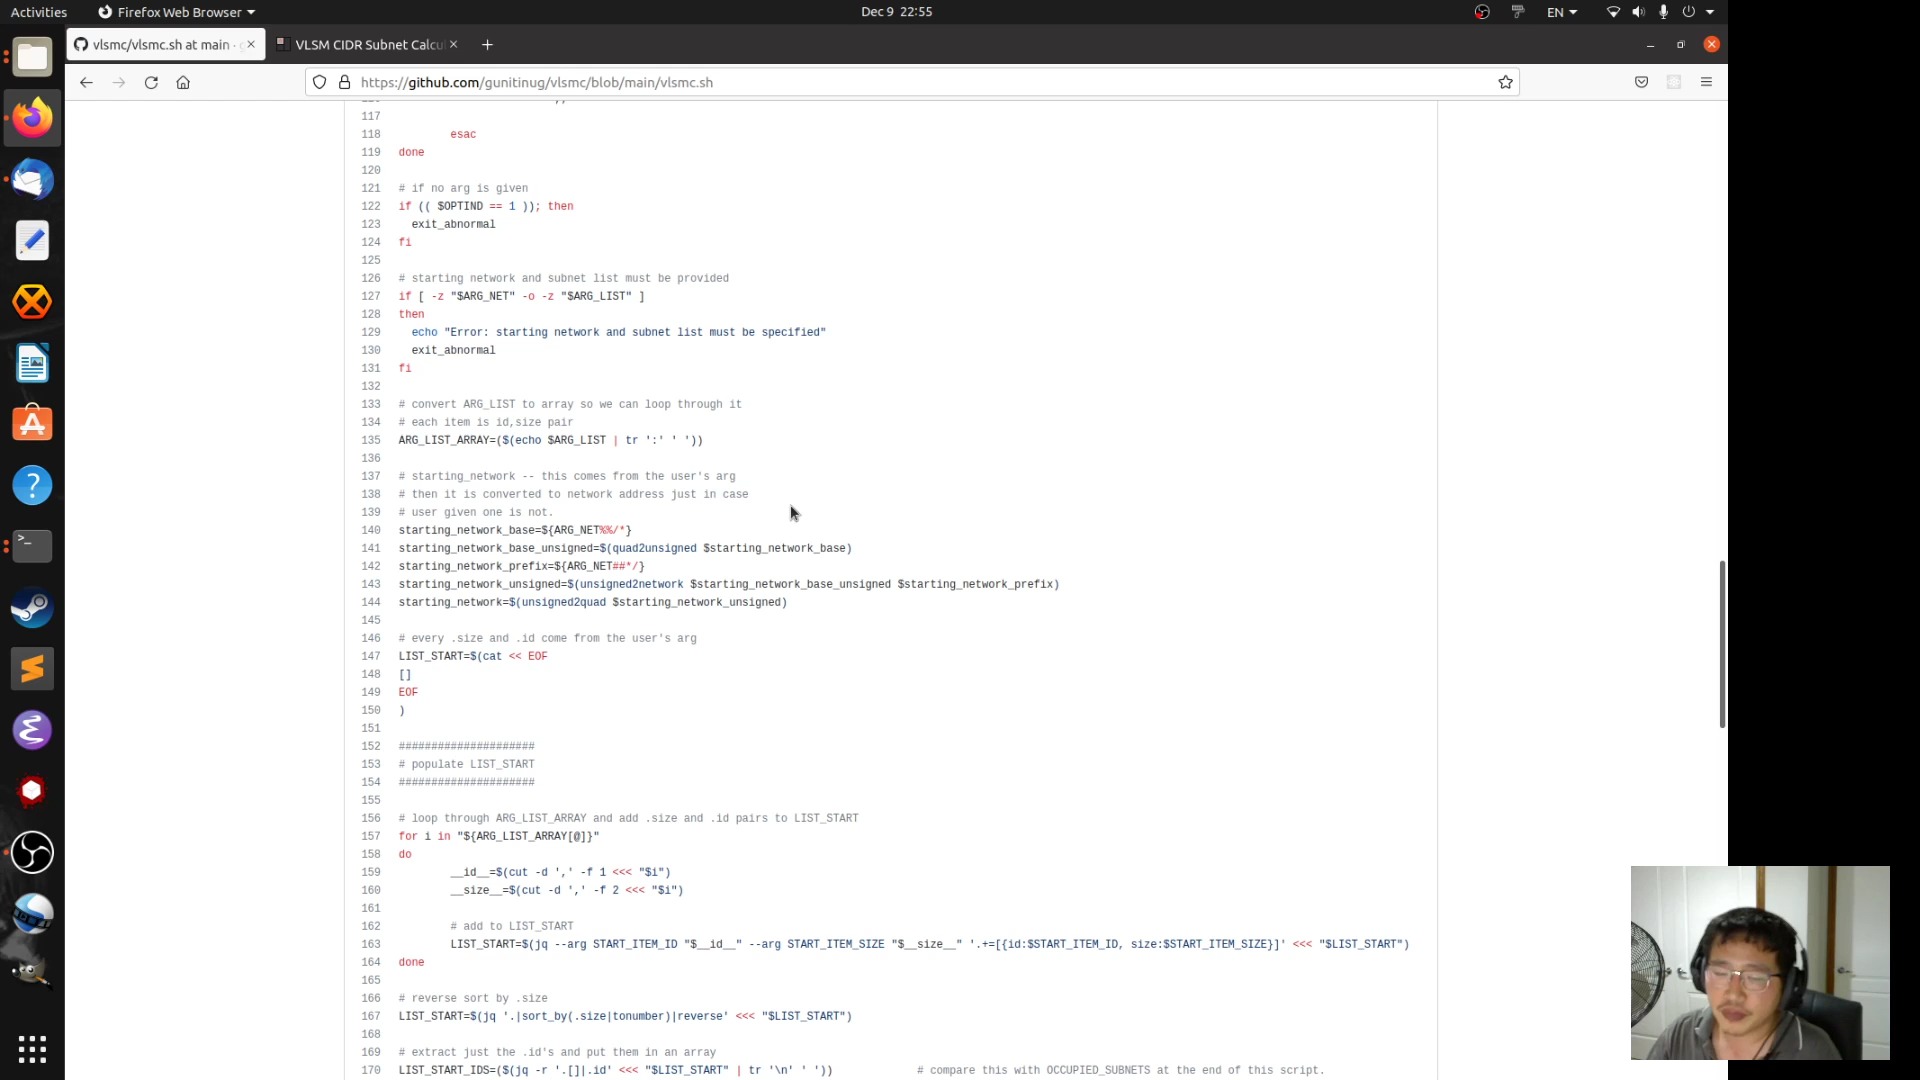 Activities
Firefox Web Browser
Dec 9 22:55
EN
vlsmc/vlsmc.sh at main · g
VLSM CIDR Subnet Calcu
https://github.com/gunitinug/vlsmc/blob/main/vlsmc.sh
117
118 esac
119 done
120
121 # if no arg is given
122 if (( $OPTIND == 1 )); then
123 exit_abnormal
124 fi
125
126 # starting network and subnet list must be provided
127 if [ -z "$ARG_NET" -o -z "$ARG_LIST" ]
128 then
129 echo "Error: starting network and subnet list must be specified"
130 exit_abnormal
131 fi
132
133 # convert ARG_LIST to array so we can loop through it
134 # each item is id,size pair
135 ARG_LIST_ARRAY=($(echo $ARG_LIST | tr ':' ' '))
136
137 # starting_network -- this comes from the user's arg
138 # then it is converted to network address just in case
139 # user given one is not.
140 starting_network_base=${ARG_NET%%/*}
141 starting_network_base_unsigned=$(quad2unsigned $starting_network_base)
142 starting_network_prefix=${ARG_NET##*/}
143 starting_network_unsigned=$(unsigned2network $starting_network_base_unsigned $starting_network_prefix)
144 starting_network=$(unsigned2quad $starting_network_unsigned)
145
146 # every .size and .id come from the user's arg
147 LIST_START=$(cat << EOF
148 []
149 EOF
150 )
151
152 #####################
153 # populate LIST_START
154 #####################
155
156 # loop through ARG_LIST_ARRAY and add .size and .id pairs to LIST_START
157 for i in "${ARG_LIST_ARRAY[@]}"
158 do
159 __id__=$(cut -d ',' -f 1 <<< "$i")
160 __size__=$(cut -d ',' -f 2 <<< "$i")
161
162 # add to LIST_START
163 LIST_START=$(jq --arg START_ITEM_ID "$__id__" --arg START_ITEM_SIZE "$__size__" '.+=[{id:$START_ITEM_ID, size:$START_ITEM_SIZE}]' <<< "$LIST_START")
164 done
165
166 # reverse sort by .size
167 LIST_START=$(jq '.|sort_by(.size|tonumber)|reverse' <<< "$LIST_START")
168
169 # extract just the .id's and put them in an array
170 LIST_START_IDS=($(jq -r '.[]|.id' <<< "$LIST_START" | tr '\n' ' ')) # compare this with OCCUPIED_SUBNETS at the end of this script.